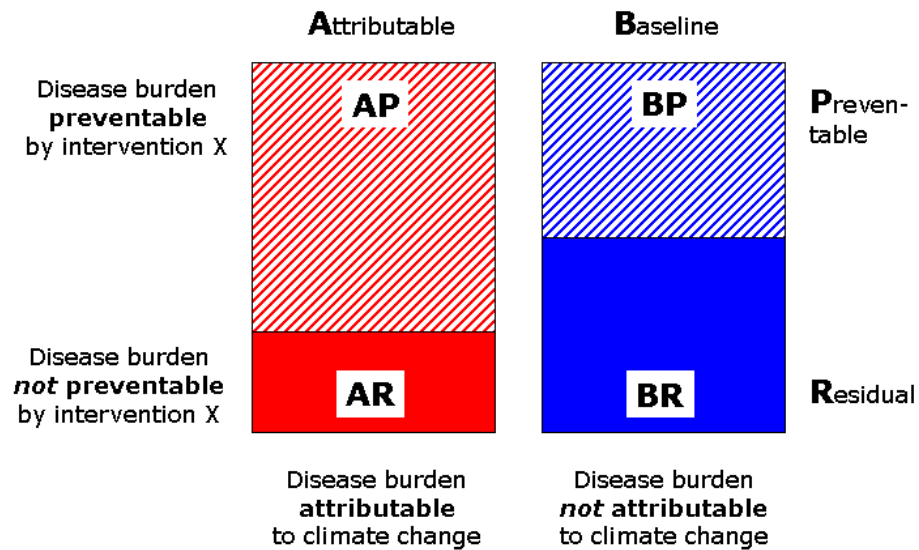 Attributable
Baseline
Disease burden
preventable
by intervention X
AP
BP
Preven-
table
Disease burden
not preventable
by intervention X
AR
BR
Residual
Disease burden
attributable
to climate change
Disease burden
not attributable
to climate change